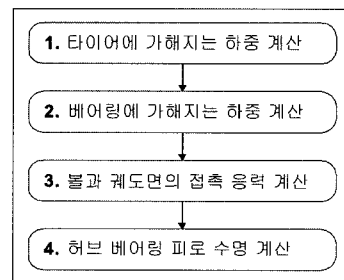 1. 타이어에 가해지는 하중 계산
2. 베어링에 가해지는 하중 계산
3. 볼과 궤도면의 접촉 응력 계산
4. 허브 베어링 피로 수명 계산